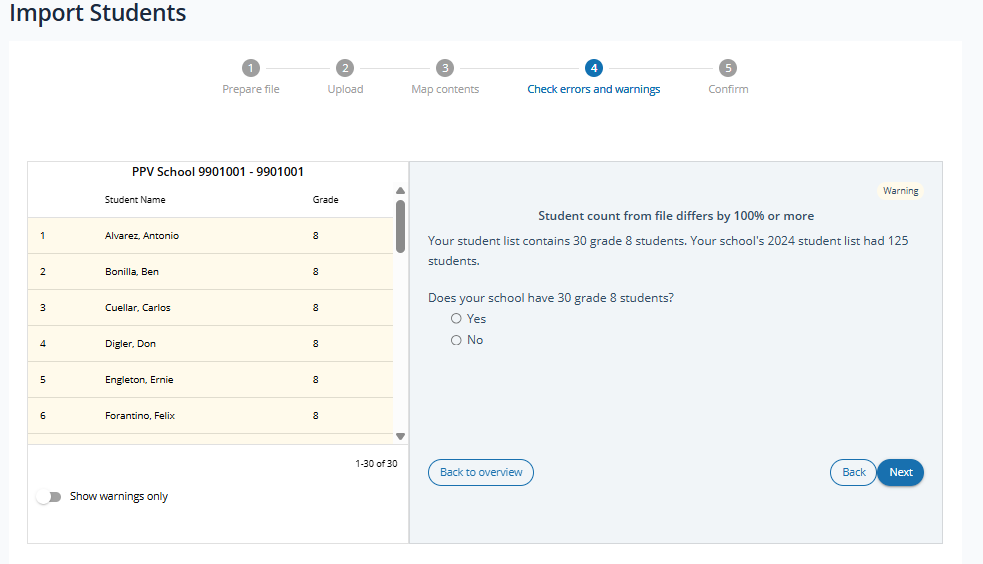 Import Students
1 2 3 4 5
Prepare file Upload Map contents Check errors and warnings Confirm
PPV School 9901001 - 9901001
Student Name Grade
1 Alvarez, Antonio 8
2 Bonilla, Ben 8
3 Cuellar, Carlos 8
4 Digler, Don 8
5 Engleton, Ernie 8
6 Forantino, Felix 8
1-30 of 30
Show warnings only
Warning
Student count from file differs by 100% or more
Your student list contains 30 grade 8 students. Your school's 2024 student list had 125
students.
Does your school have 30 grade 8 students?
Yes
No
Back to overview Back Next